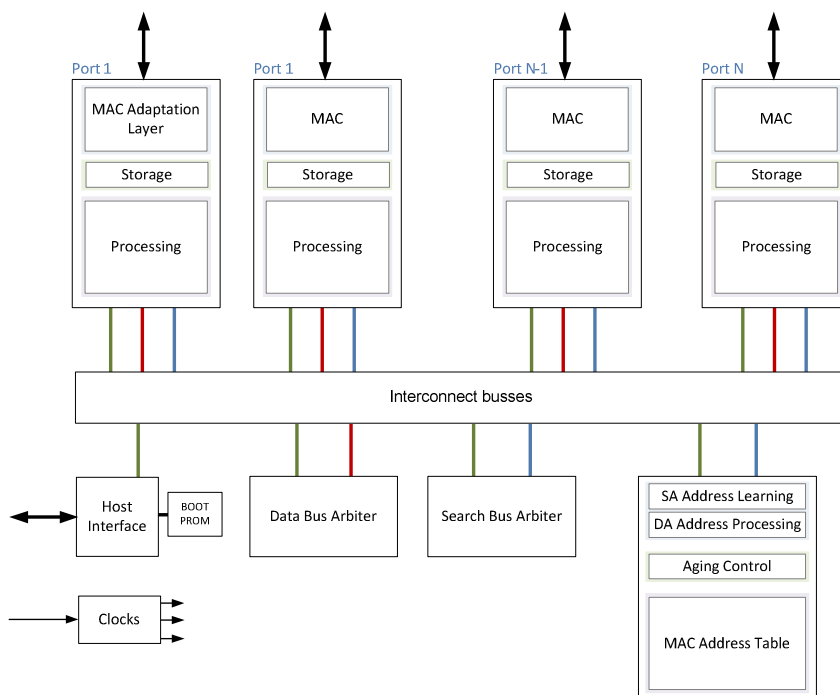 Port 1
Port 1
Port N-1
Port N
MAC Adaptation
Layer
MAC
MAC
MAC
Storage
Storage
Storage
Storage
Processing
Processing
Processing
Processing
Interconnect busses
Host
Interface
BOOT
PROM
Data Bus Arbiter
Search Bus Arbiter
SA Address Learning
DA Address Processing
Aging Control
MAC Address Table
Clocks